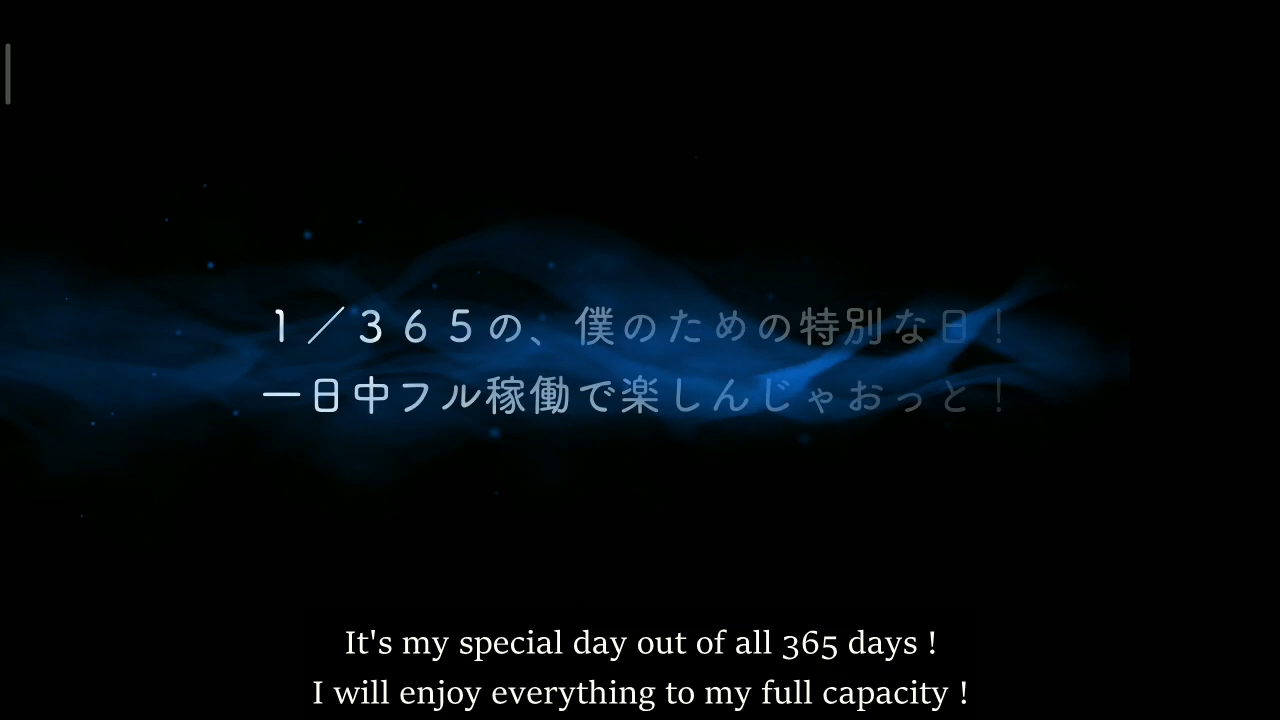 １／３６５の、僕のための特別な日！
一日中フル稼働で楽しんじゃおっと！
It's my special day out of all 365 days !
I will enjoy everything to my full capacity !